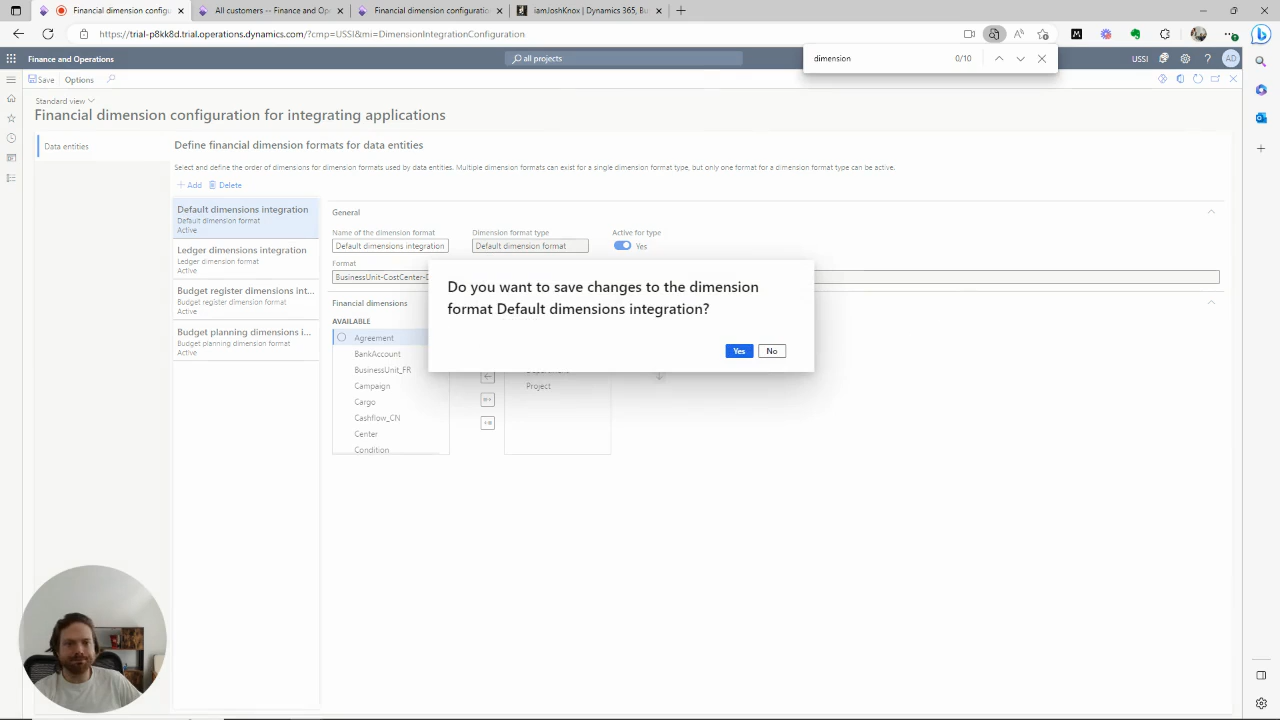 Financial dimension configu
All customers -- Finance and Op
Financial dimension configuration
iamJoshKnox | Dynamics 365, Bu
https://trial-p8kk8d.trial.operations.dynamics.com/?cmp=USSI&mi=DimensionIntegrationConfiguration
dimension
0/10
Finance and Operations
all projects
USSI
AD
Save
Options
Standard view
Financial dimension configuration for integrating applications
Data entities
Define financial dimension formats for data entities
Select and define the order of dimensions for dimension formats used by data entities. Multiple dimension formats can exist for a single dimension format type, but only one format for a dimension format type can be active.
+ Add
Delete
Default dimensions integration
Default dimension format
Active
Ledger dimensions integration
Ledger dimension format
Active
Budget register dimensions int...
Budget register dimension format
Active
Budget planning dimensions i...
Budget planning dimension format
Active
General
Name of the dimension format
Dimension format type
Active for type
Default dimensions integration
Default dimension format
Yes
Format
BusinessUnit-CostCenter-D
Financial dimensions
AVAILABLE
Agreement
BankAccount
BusinessUnit_FR
Campaign
Cargo
Cashflow_CN
Center
Condition
Project
Do you want to save changes to the dimension
format Default dimensions integration?
Yes
No